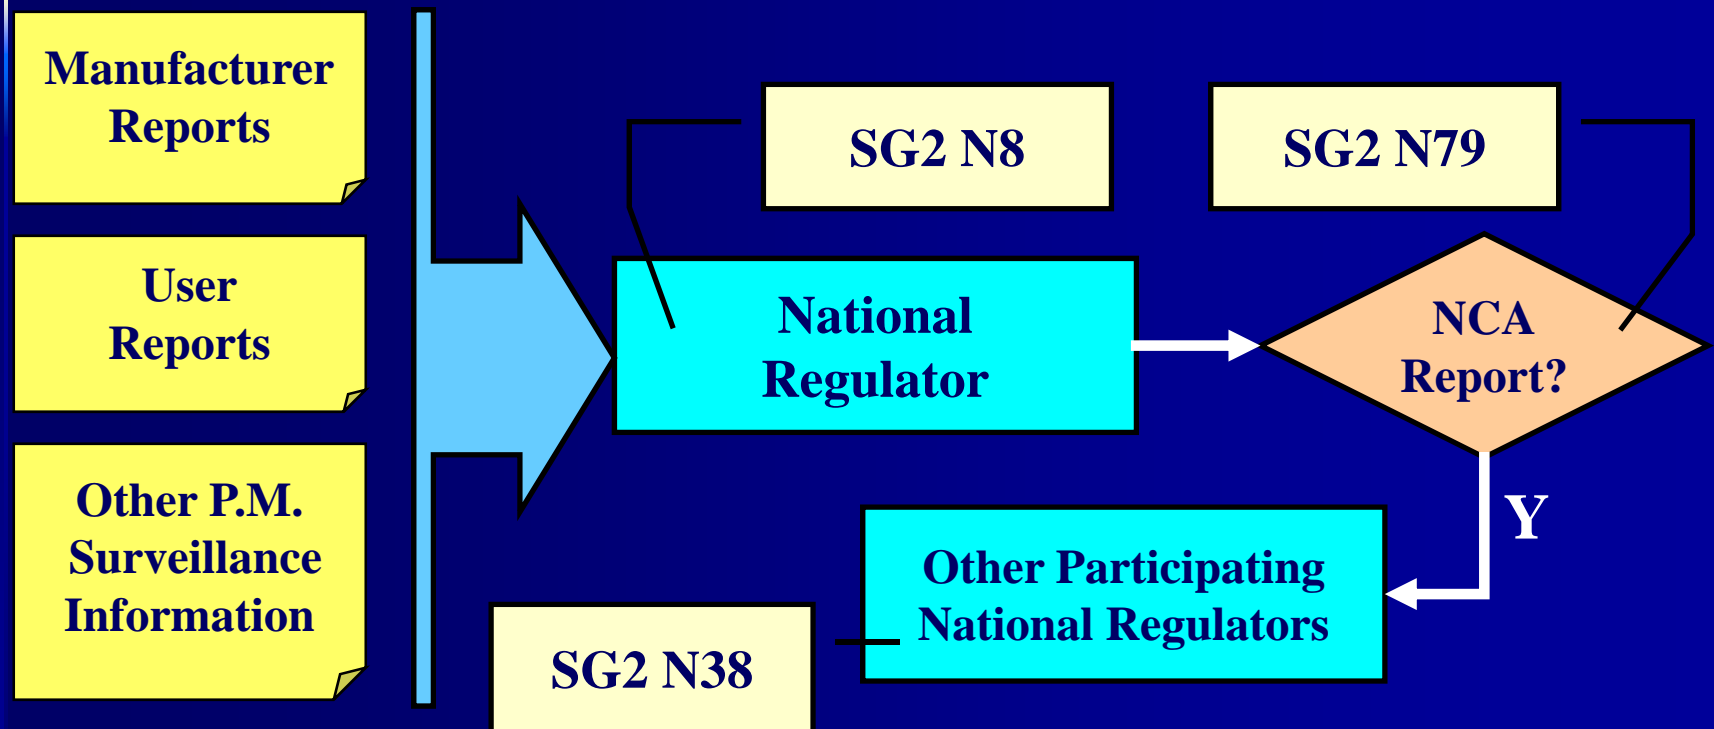 Manufacturer
Reports
User
Reports
Other P.M.
Surveillance
Information
SG2 N8
SG2 N79
National
Regulator
NCA
Report?
Y
Other Participating
National Regulators
SG2 N38